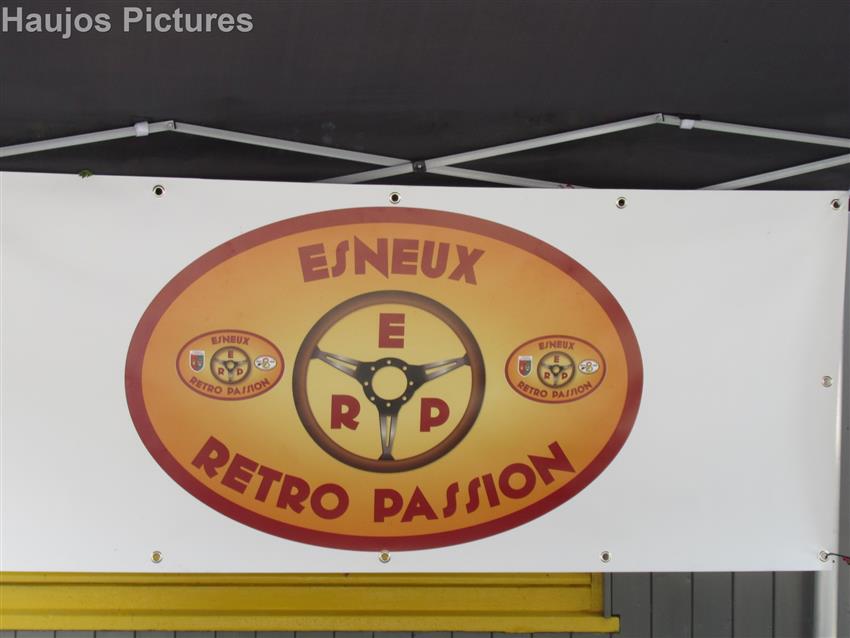 Haujos Pictures
ESNEUX
E
R P
RETRO PASSION
ESNEUX
E
R P
RETRO PASSION
ESNEUX
E
R P
RETRO PASSION